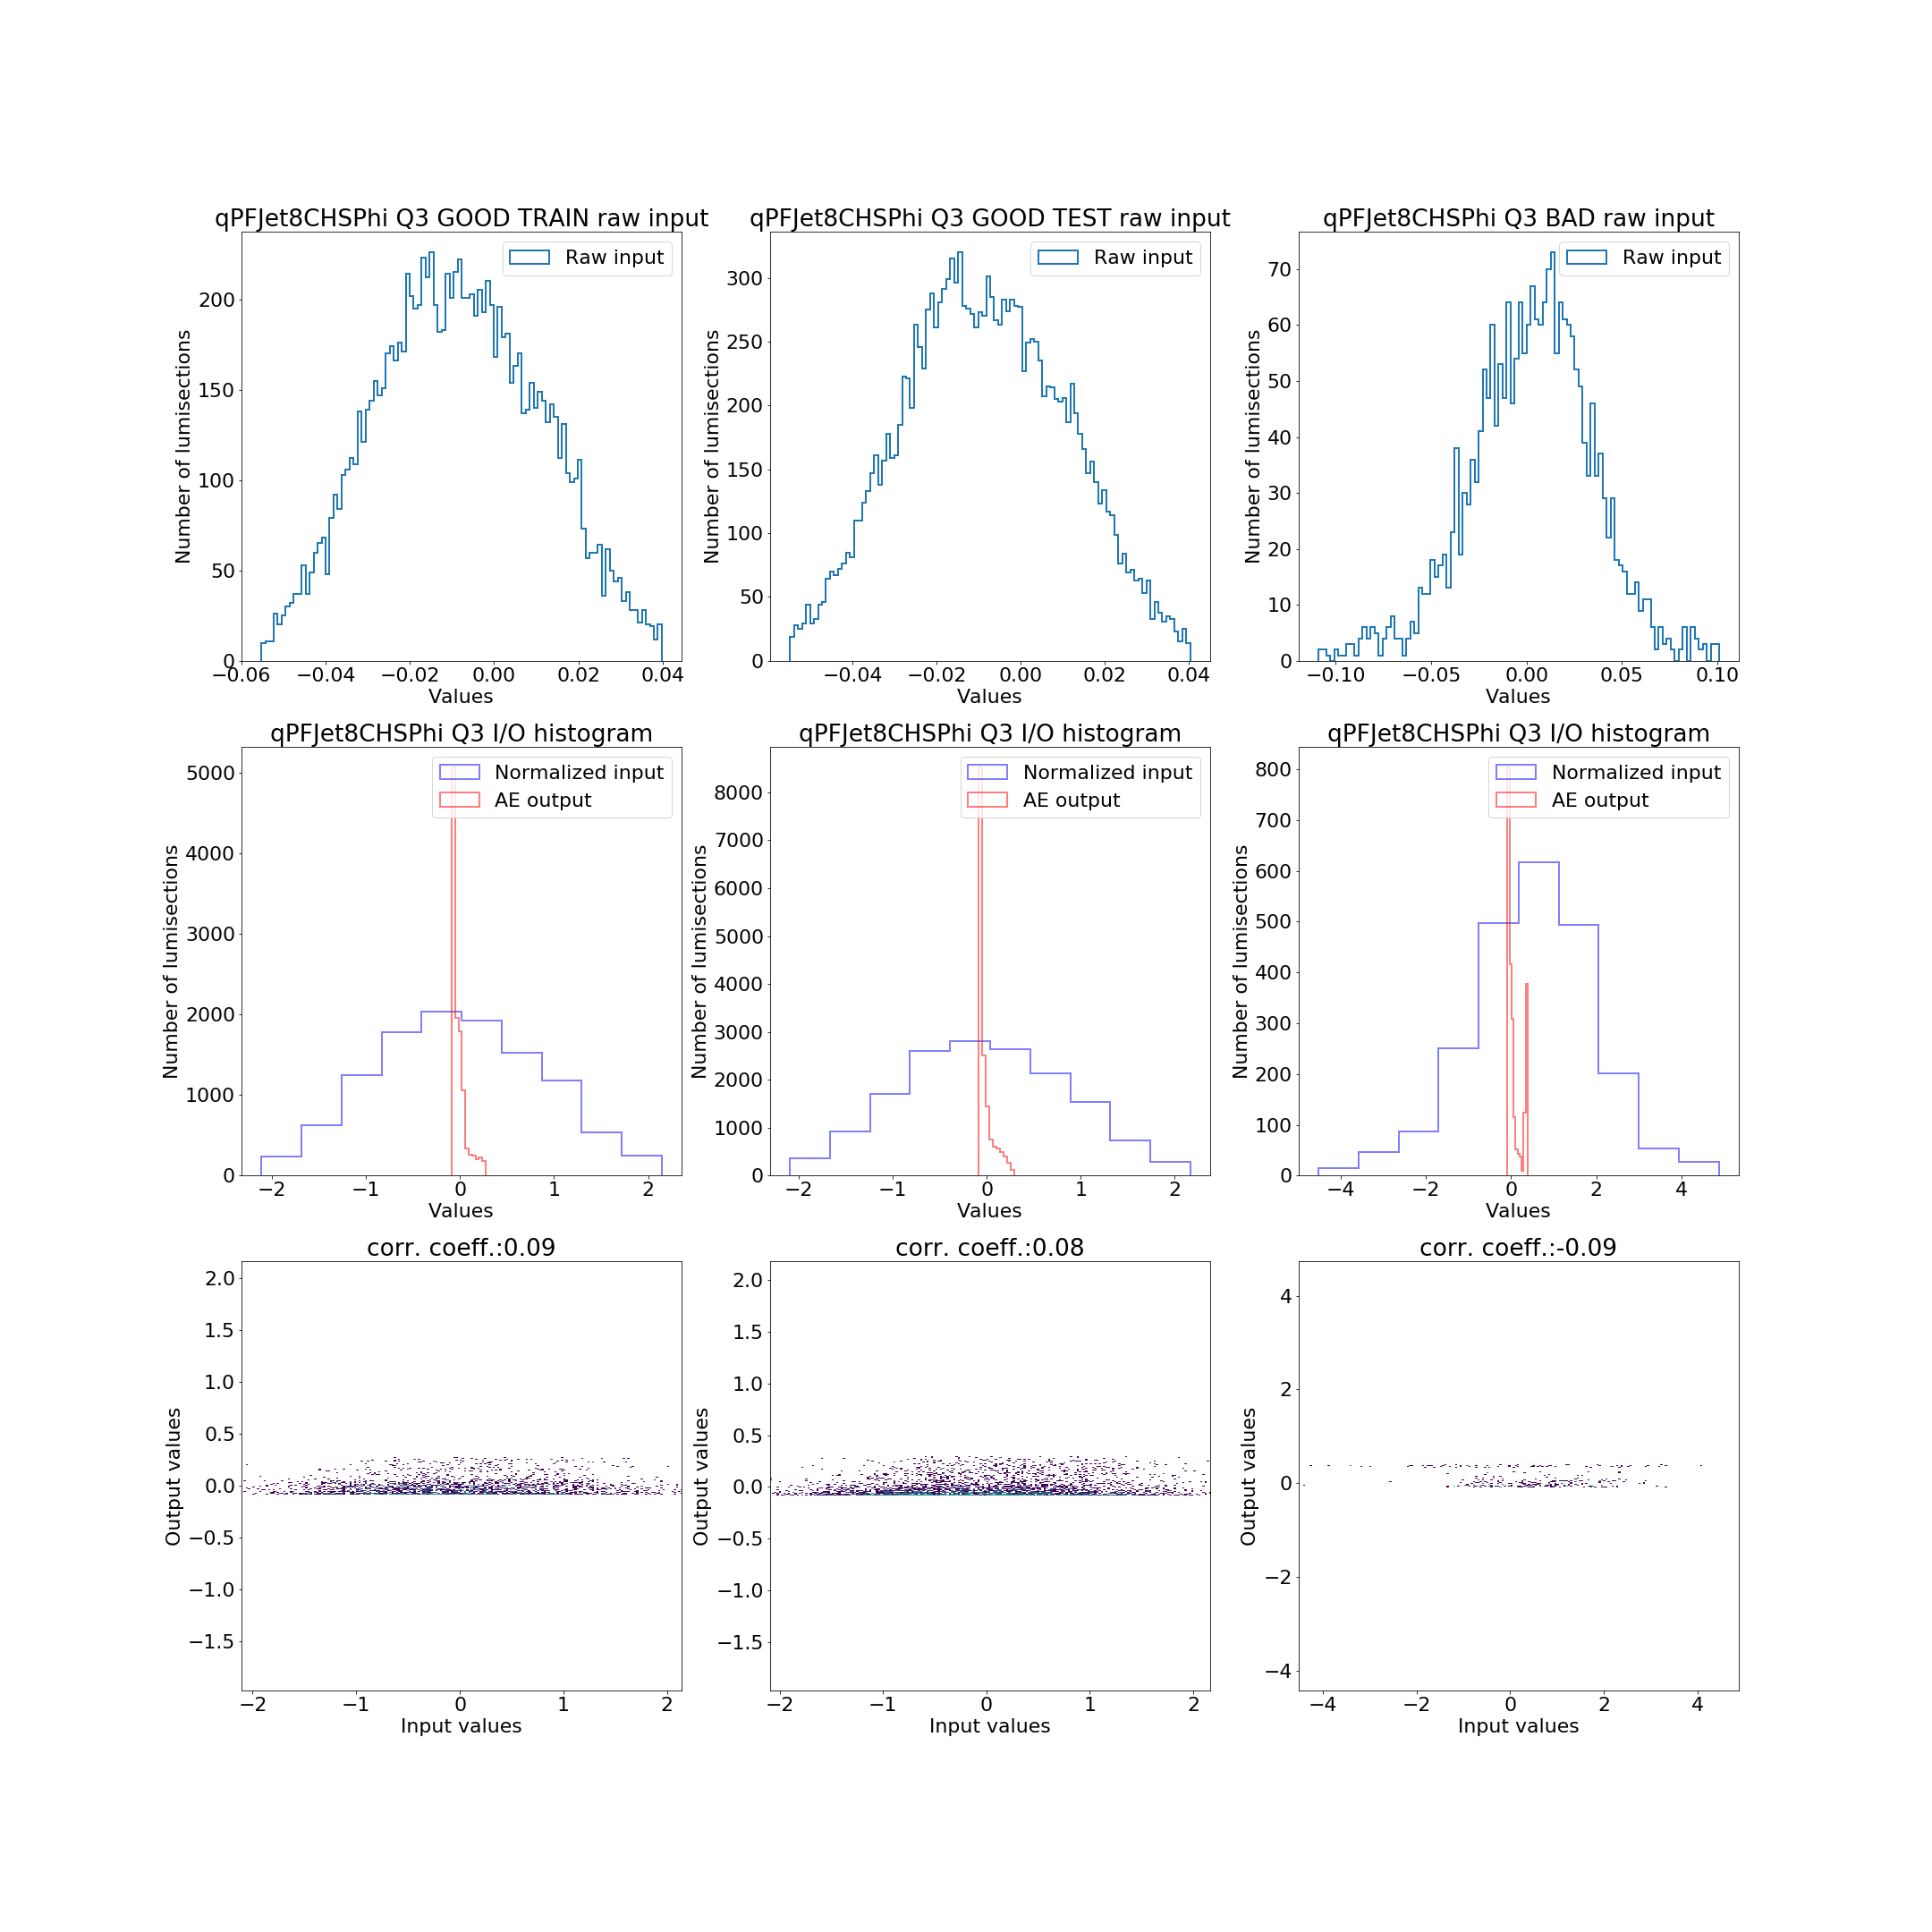 qPFJet8CHSPhi Q3 GOOD TRAIN raw input
Raw input
Number of lumisections
200
150
100
50
0
−0.06 −0.04 −0.02 0.00 0.02 0.04
Values
qPFJet8CHSPhi Q3 GOOD TEST raw input
Raw input
Number of lumisections
300
250
200
150
100
50
0
−0.04 −0.02 0.00 0.02 0.04
Values
qPFJet8CHSPhi Q3 BAD raw input
Raw input
Number of lumisections
70
60
50
40
30
20
10
0
−0.10 −0.05 0.00 0.05 0.10
Values
qPFJet8CHSPhi Q3 I/O histogram
Normalized input
AE output
Number of lumisections
5000
4000
3000
2000
1000
0
−2 −1 0 1 2
Values
qPFJet8CHSPhi Q3 I/O histogram
Normalized input
AE output
Number of lumisections
8000
7000
6000
5000
4000
3000
2000
1000
0
−2 −1 0 1 2
Values
qPFJet8CHSPhi Q3 I/O histogram
Normalized input
AE output
Number of lumisections
800
700
600
500
400
300
200
100
0
−4 −2 0 2 4
Values
corr. coeff.:0.09
Output values
2.0
1.5
1.0
0.5
0.0
−0.5
−1.0
−1.5
−2 −1 0 1 2
Input values
corr. coeff.:0.08
Output values
2.0
1.5
1.0
0.5
0.0
−0.5
−1.0
−1.5
−2 −1 0 1 2
Input values
corr. coeff.:-0.09
Output values
4
2
0
−2
−4
−4 −2 0 2 4
Input values